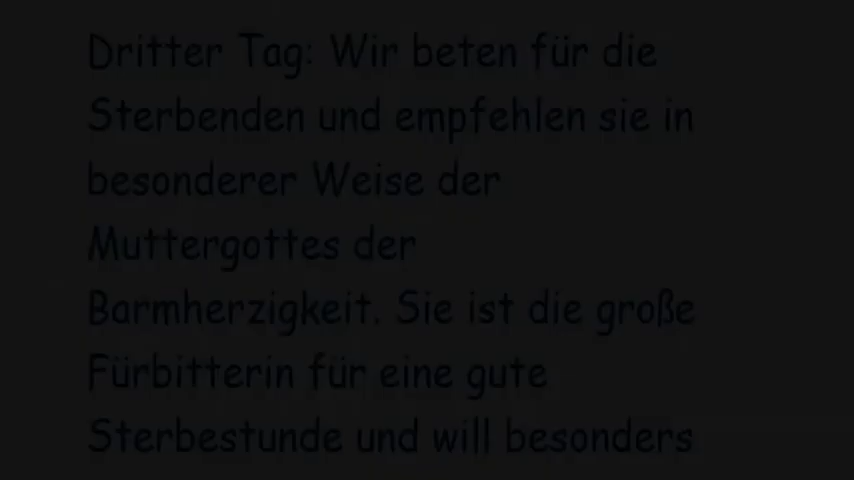 Dritter Tag: Wir beten für die
Sterbenden und empfehlen sie in
besonderer Weise der
Muttergottes der
Barmherzigkeit. Sie ist die große
Fürbitterin für eine gute
Sterbestunde und will besonders